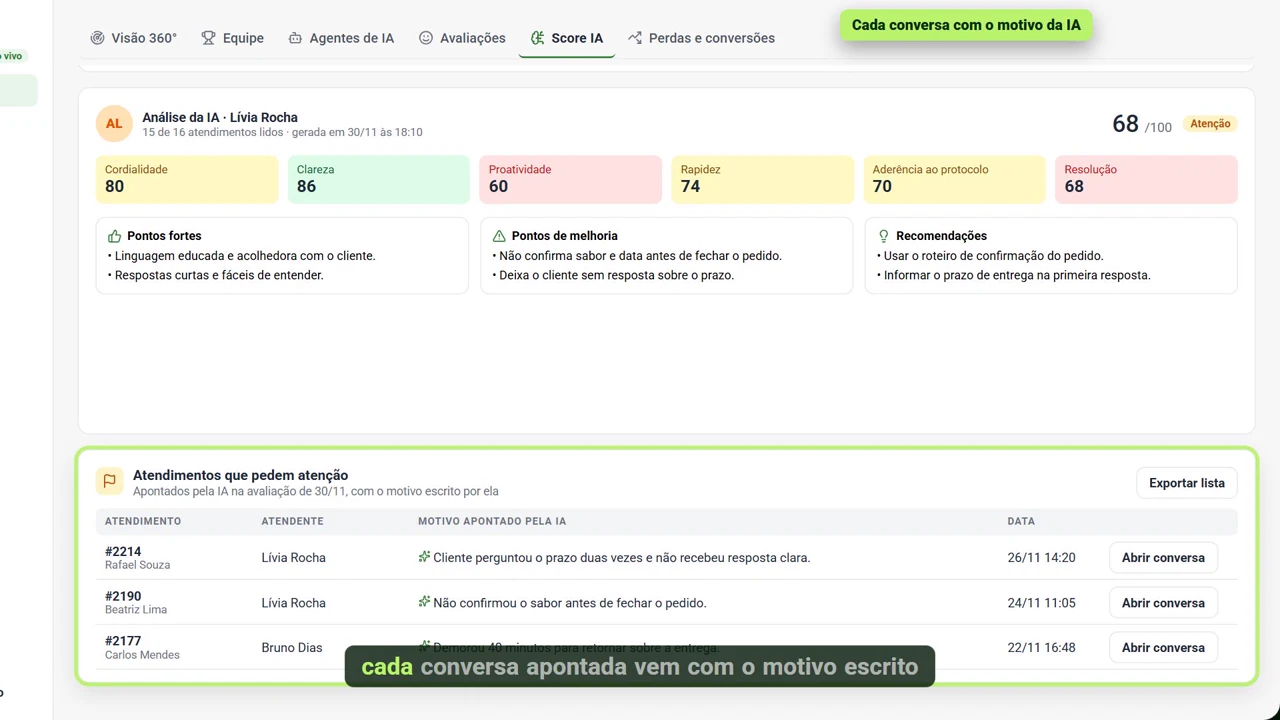 Cada conversa com o motivo da IA
o vivo
Visão 360°
Equipe
Agentes de IA
Avaliações
Score IA
Perdas e conversões
AL
Análise da IA · Lívia Rocha
15 de 16 atendimentos lidos · gerada em 30/11 às 18:10
68 /100
Atenção
Cordialidade
80
Clareza
86
Proatividade
60
Rapidez
74
Aderência ao protocolo
70
Resolução
68
Pontos fortes
• Linguagem educada e acolhedora com o cliente.
• Respostas curtas e fáceis de entender.
Pontos de melhoria
• Não confirma sabor e data antes de fechar o pedido.
• Deixa o cliente sem resposta sobre o prazo.
Recomendações
• Usar o roteiro de confirmação do pedido.
• Informar o prazo de entrega na primeira resposta.
Atendimentos que pedem atenção
Apontados pela IA na avaliação de 30/11, com o motivo escrito por ela
Exportar lista
ATENDIMENTO ATENDENTE MOTIVO APONTADO PELA IA DATA
#2214
Rafael Souza
Lívia Rocha
Cliente perguntou o prazo duas vezes e não recebeu resposta clara.
26/11 14:20
Abrir conversa
#2190
Beatriz Lima
Lívia Rocha
Não confirmou o sabor antes de fechar o pedido.
24/11 11:05
Abrir conversa
#2177
Carlos Mendes
Bruno Dias
Demorou 40 minutos para retornar sobre a entrega.
22/11 16:48
Abrir conversa
cada conversa apontada vem com o motivo escrito